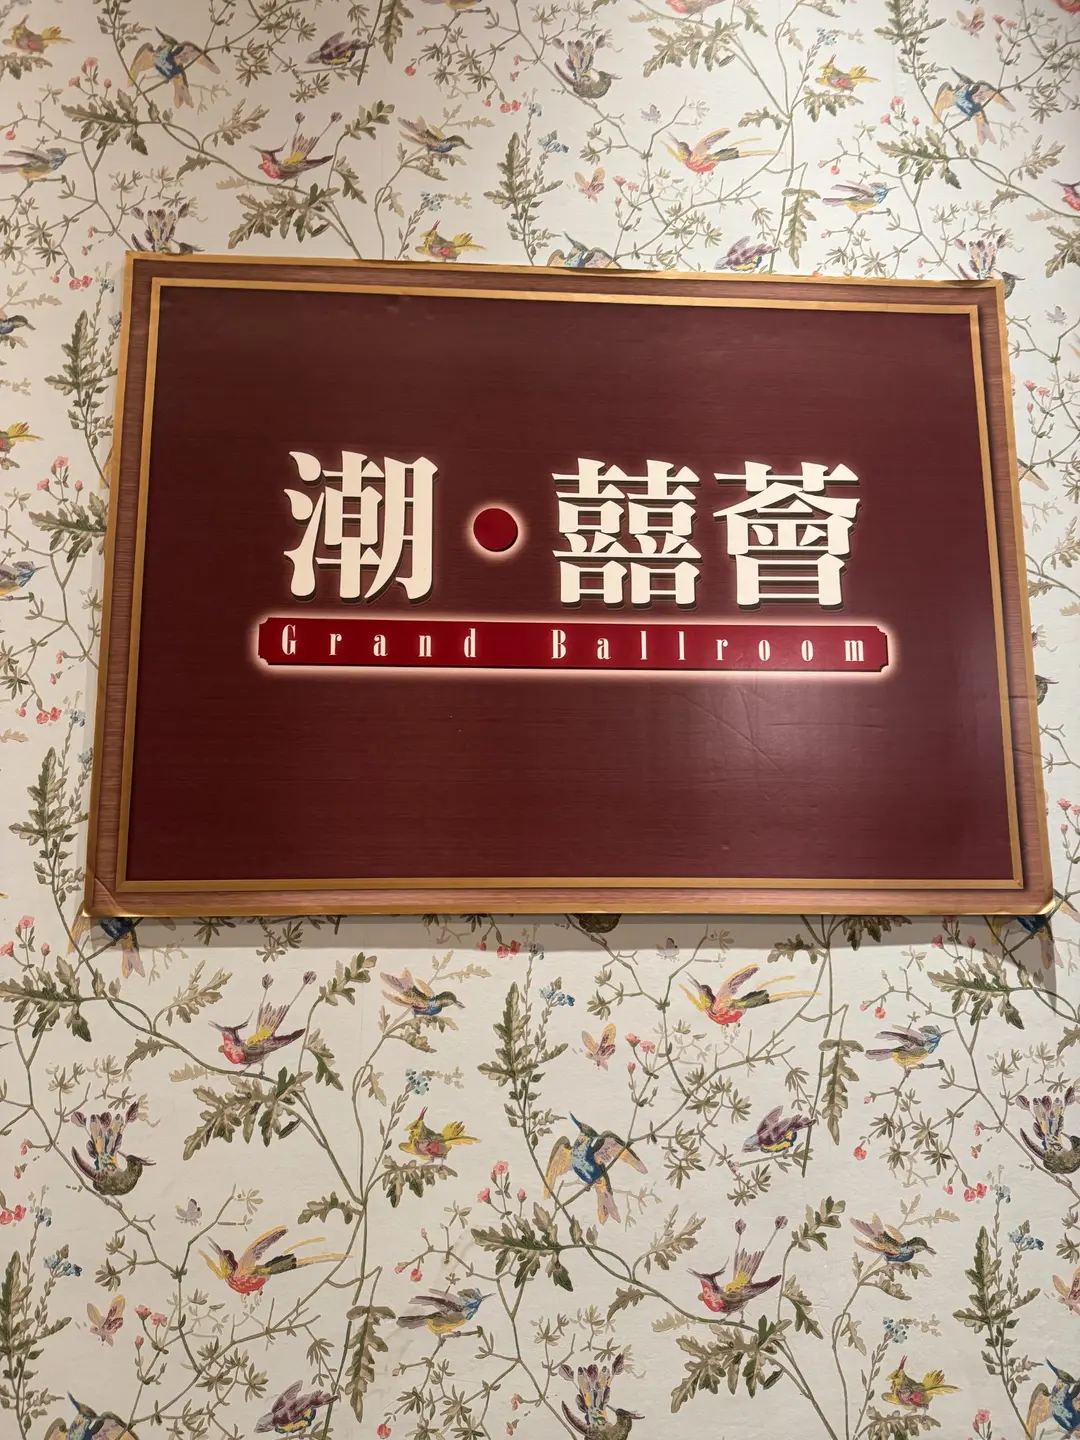 潮•囍薈
Grand Ballroom